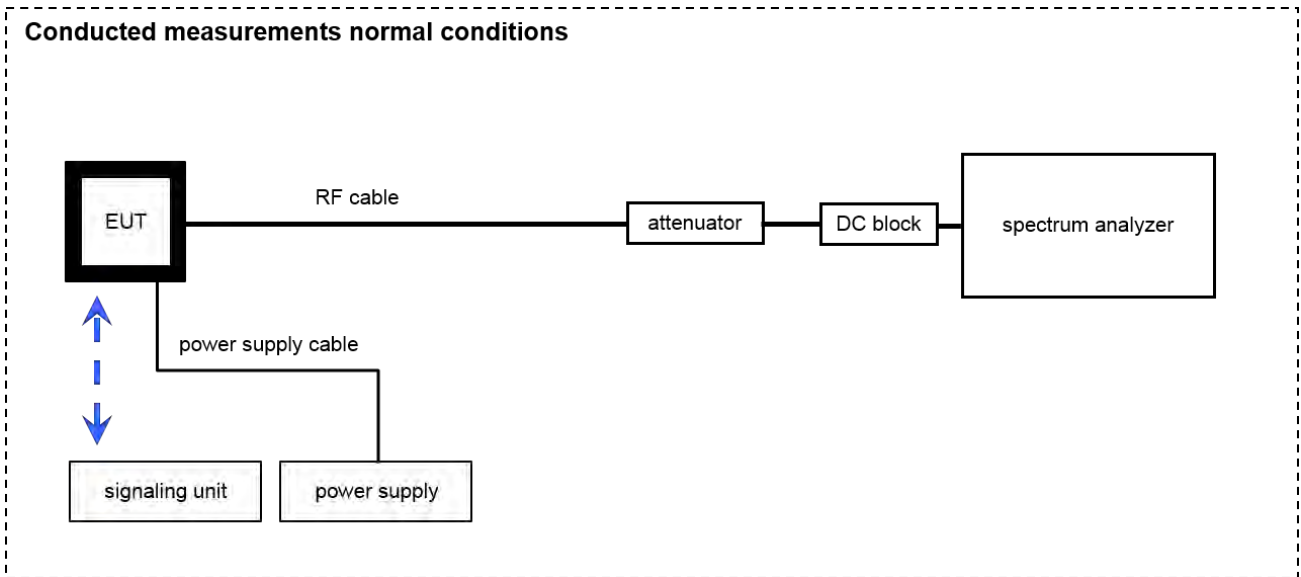 Conducted measurements normal conditions
RF cable
EUT
attenuator
DC block
spectrum analyzer
power supply cable
signaling unit
power supply